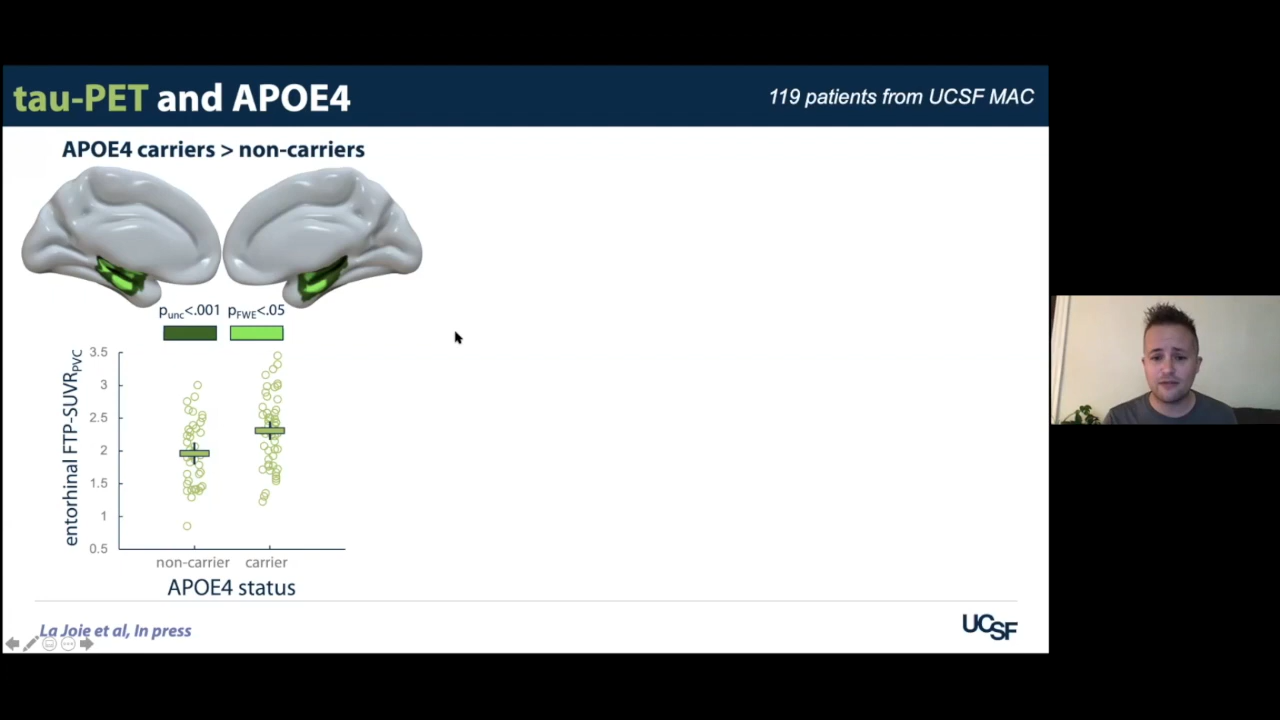 tau-PET and APOE4
119 patients from UCSF MAC
APOE4 carriers > non-carriers
punc<.001 pFWE<.05
3.5
3
2.5
2
1.5
1
0.5
entorhinal FTP-SUVRPVC
non-carrier carrier
APOE4 status
La Joie et al, In press
UCSF